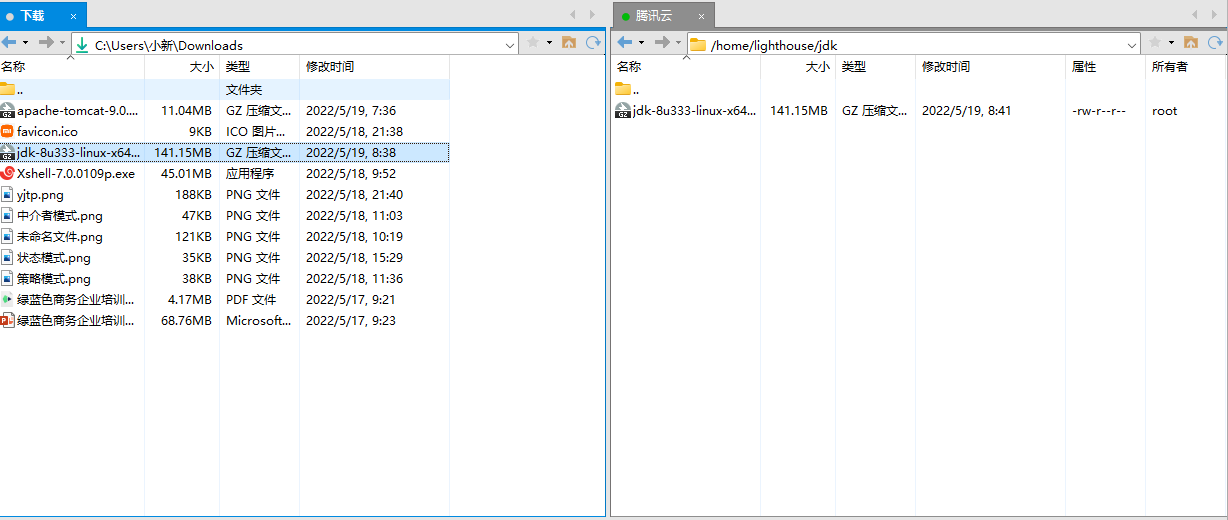 下载 ×
C:\Users\小新\Downloads
名称 大小 类型 修改时间
.. 文件夹
apache-tomcat-9.0.... 11.04MB GZ 压缩文... 2022/5/19, 7:36
favicon.ico 9KB ICO 图片... 2022/5/18, 21:38
jdk-8u333-linux-x64... 141.15MB GZ 压缩文... 2022/5/19, 8:38
Xshell-7.0.0109p.exe 45.01MB 应用程序 2022/5/18, 9:52
yjtp.png 188KB PNG 文件 2022/5/18, 21:40
中介者模式.png 47KB PNG 文件 2022/5/18, 11:03
未命名文件.png 121KB PNG 文件 2022/5/18, 10:19
状态模式.png 35KB PNG 文件 2022/5/18, 15:29
策略模式.png 38KB PNG 文件 2022/5/18, 11:36
绿蓝色商务企业培训... 4.17MB PDF 文件 2022/5/17, 9:21
绿蓝色商务企业培训... 68.76MB Microsoft... 2022/5/17, 9:23
腾讯云 ×
/home/lighthouse/jdk
名称 大小 类型 修改时间 属性 所有者
..
jdk-8u333-linux-x64... 141.15MB GZ 压缩文... 2022/5/19, 8:41 -rw-r--r-- root